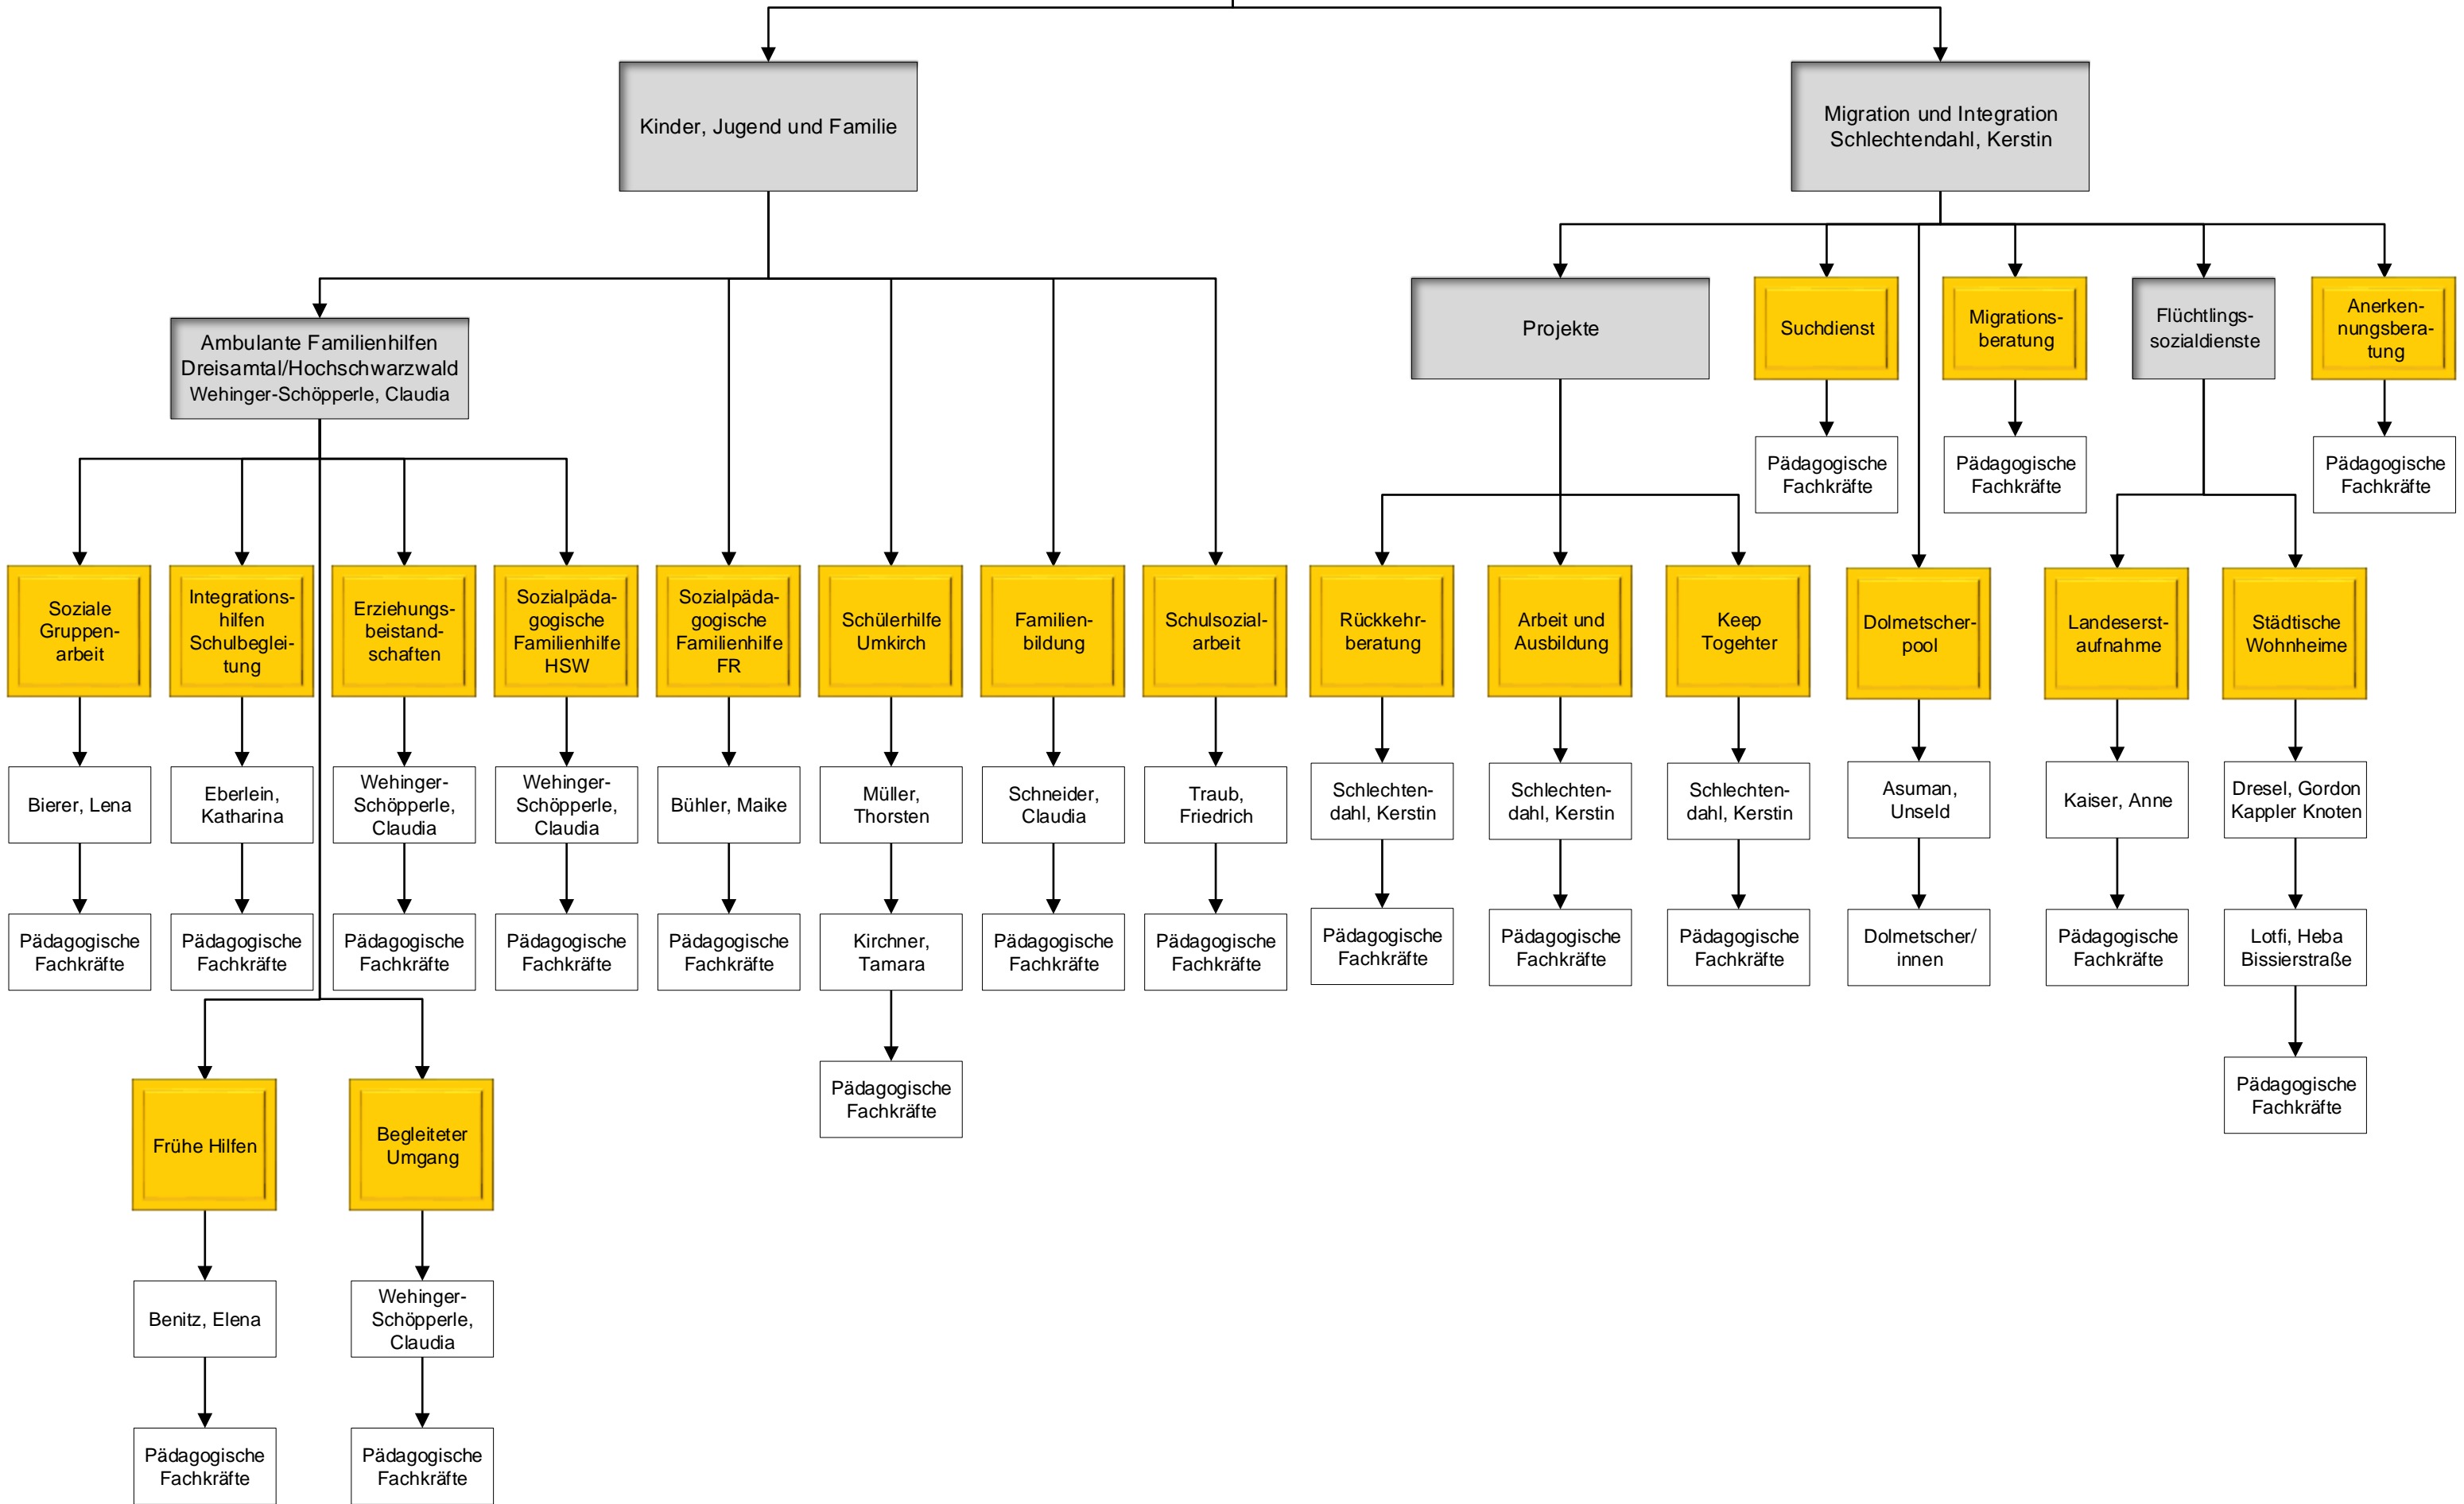 Kinder, Jugend und Familie
Migration und Integration
Schlechtendahl, Kerstin
Ambulante Familienhilfen
Dreisamtal/Hochschwarzwald
Wehinger-Schöpperle, Claudia
Projekte
Suchdienst
Migrations-
beratung
Flüchtlings-
sozialdienste
Anerken-
nungsbera-
tung
Pädagogische
Fachkräfte
Pädagogische
Fachkräfte
Pädagogische
Fachkräfte
Soziale
Gruppen-
arbeit
Integrations-
hilfen
Schulbeglei-
tung
Erziehungs-
beistand-
schaften
Sozialpäda-
gogische
Familienhilfe
HSW
Sozialpäda-
gogische
Familienhilfe
FR
Schülerhilfe
Umkirch
Familien-
bildung
Schulsozial-
arbeit
Rückkehr-
beratung
Arbeit und
Ausbildung
Keep
Togehter
Dolmetscher-
pool
Landeserst-
aufnahme
Städtische
Wohnheime
Bierer, Lena
Eberlein,
Katharina
Wehinger-
Schöpperle,
Claudia
Wehinger-
Schöpperle,
Claudia
Bühler, Maike
Müller,
Thorsten
Schneider,
Claudia
Traub,
Friedrich
Schlechten-
dahl, Kerstin
Schlechten-
dahl, Kerstin
Schlechten-
dahl, Kerstin
Asuman,
Unseld
Kaiser, Anne
Dresel, Gordon
Kappler Knoten
Pädagogische
Fachkräfte
Pädagogische
Fachkräfte
Pädagogische
Fachkräfte
Pädagogische
Fachkräfte
Pädagogische
Fachkräfte
Kirchner,
Tamara
Pädagogische
Fachkräfte
Pädagogische
Fachkräfte
Pädagogische
Fachkräfte
Pädagogische
Fachkräfte
Pädagogische
Fachkräfte
Dolmetscher/
innen
Pädagogische
Fachkräfte
Lotfi, Heba
Bissierstraße
Pädagogische
Fachkräfte
Pädagogische
Fachkräfte
Frühe Hilfen
Begleiteter
Umgang
Benitz, Elena
Wehinger-
Schöpperle,
Claudia
Pädagogische
Fachkräfte
Pädagogische
Fachkräfte